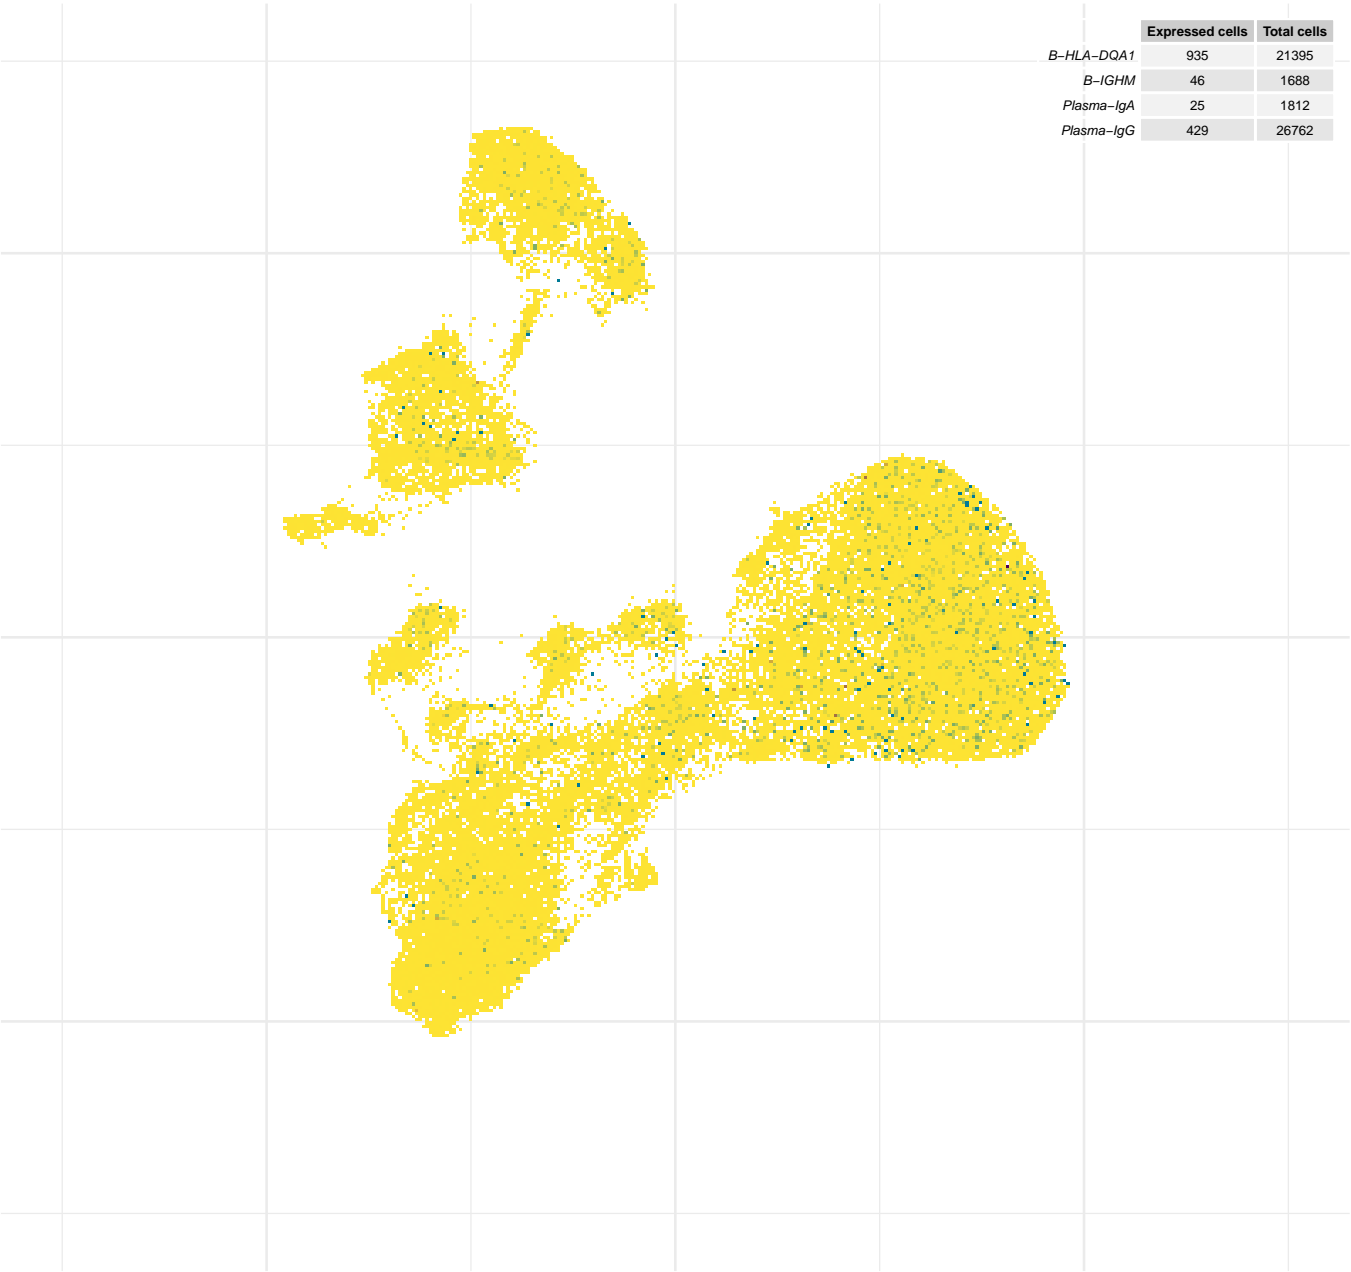 Expressed cells Total cells
B−HLA−DQA1 935 21395
B−IGHM 46 1688
Plasma−IgA 25 1812
Plasma−IgG 429 26762